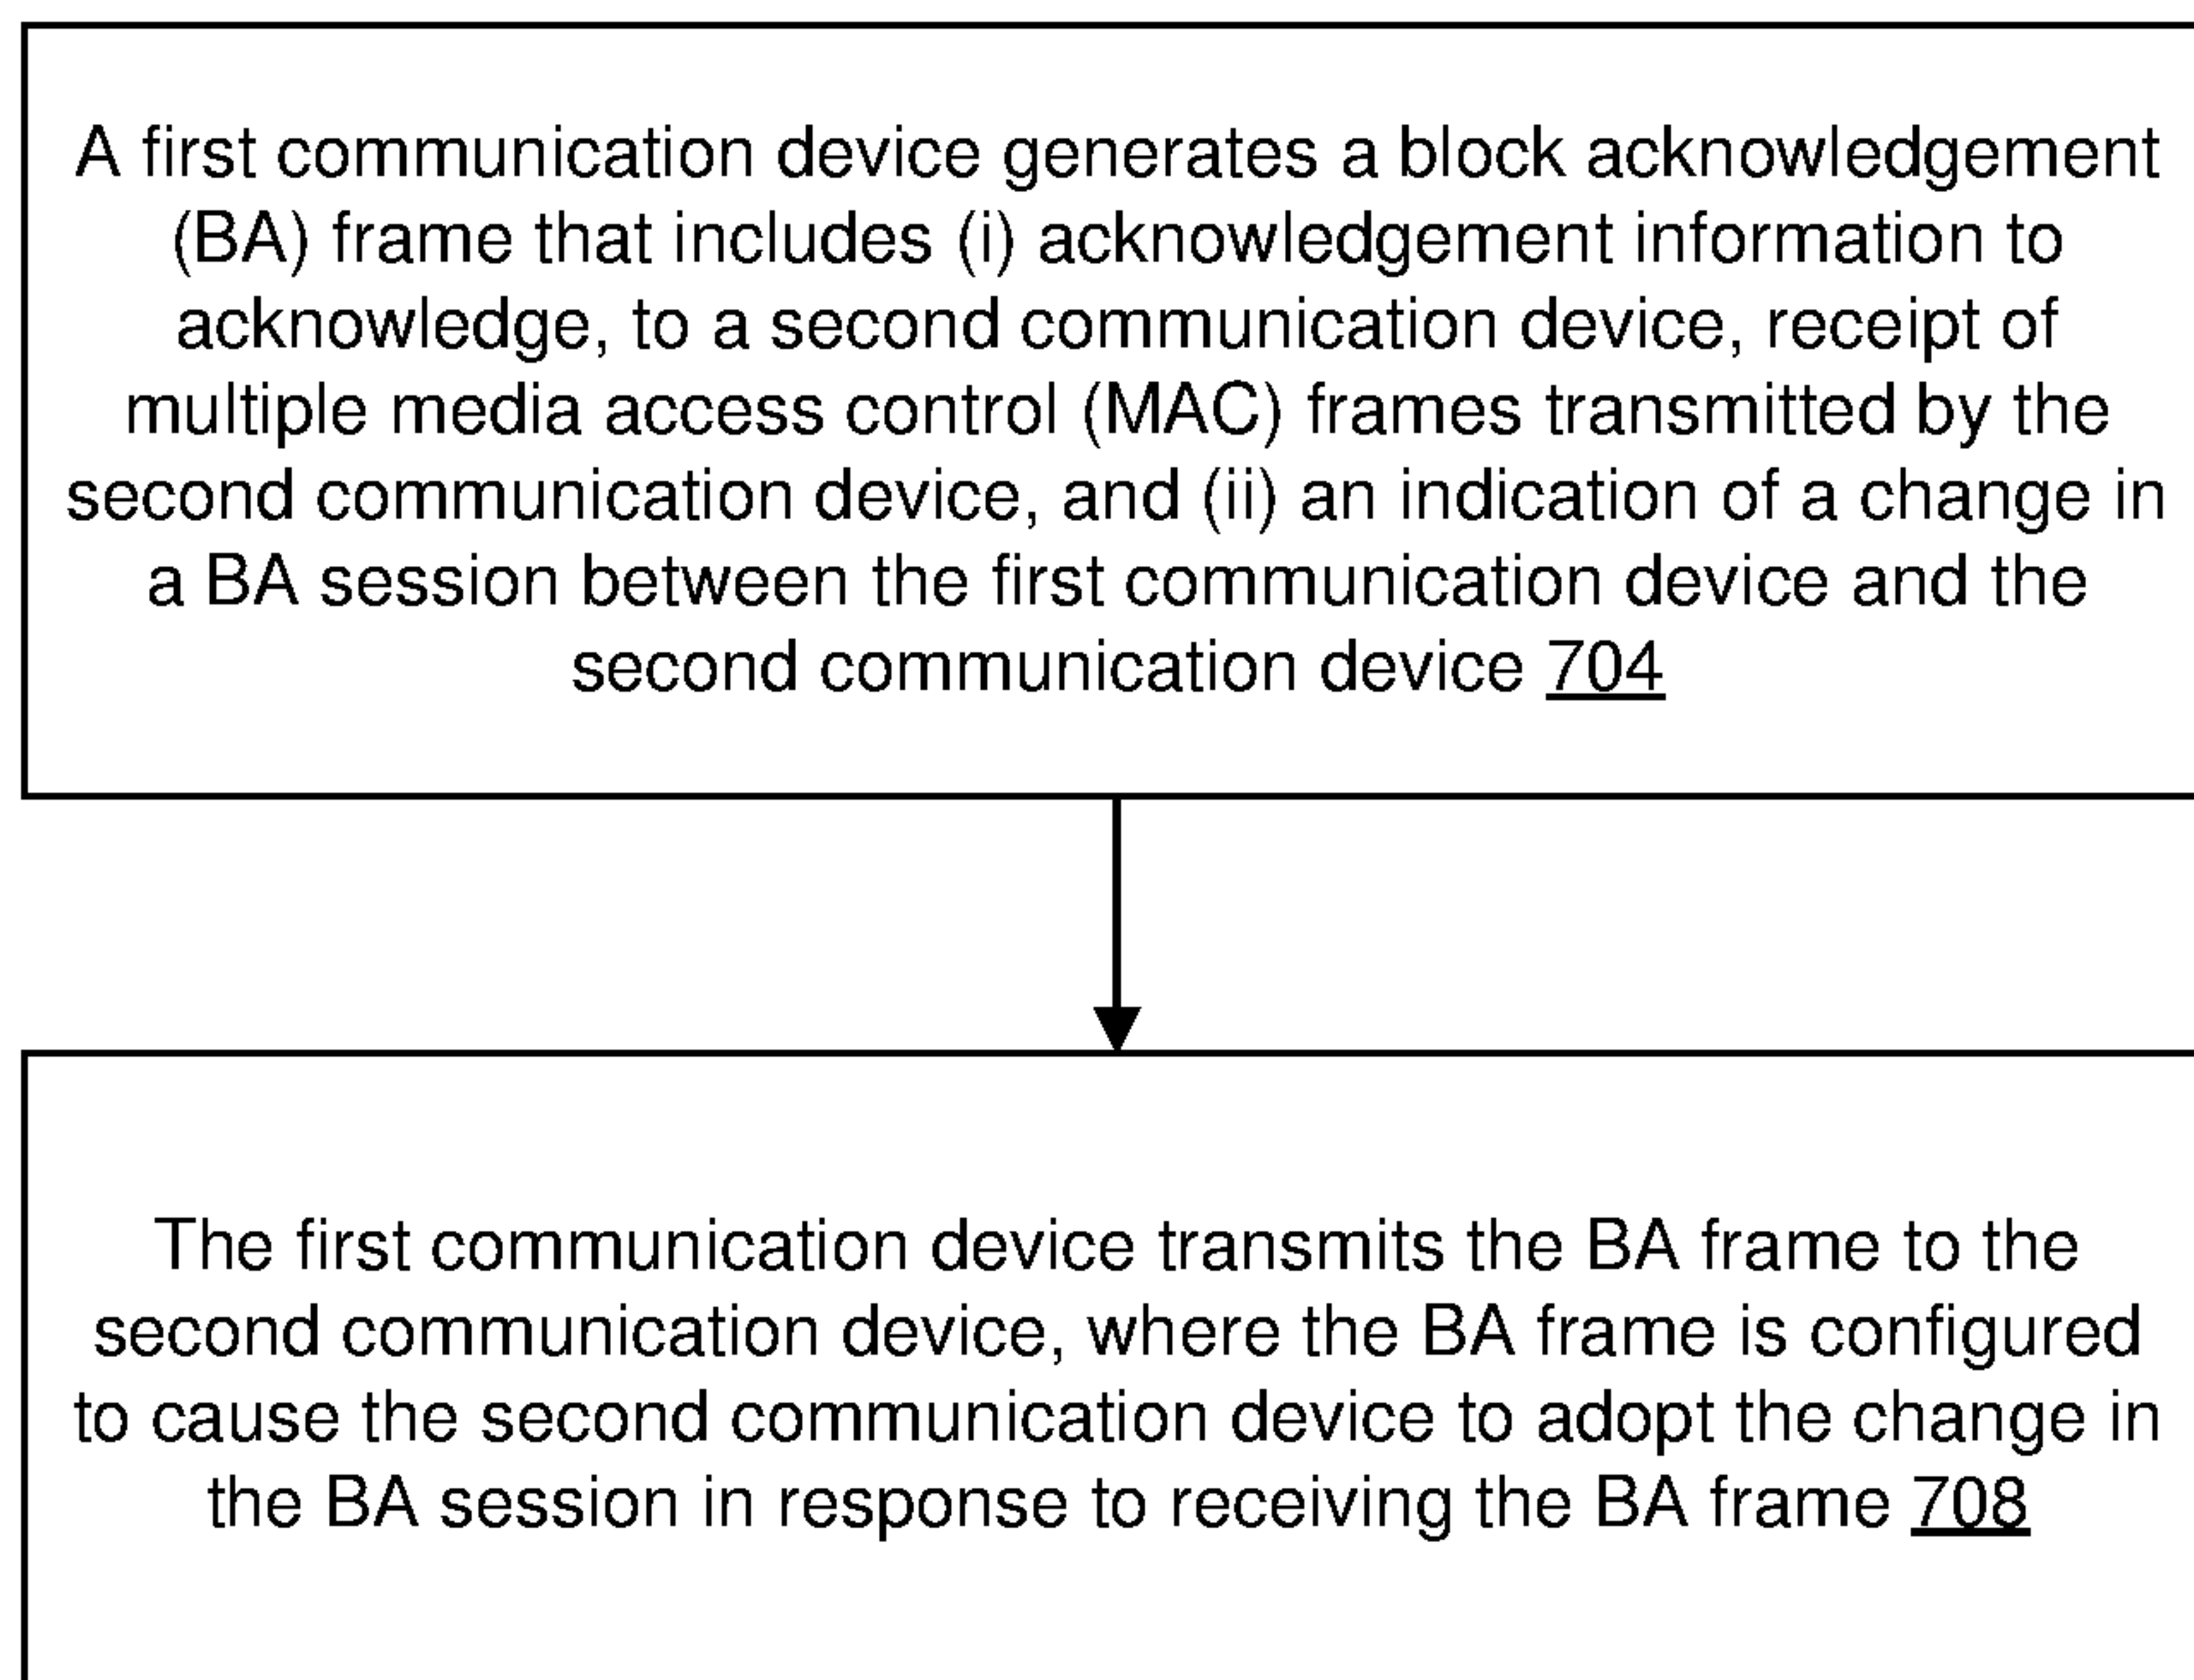 A first communication device generates a block acknowledgement
(BA) frame that includes (i) acknowledgement information to
acknowledge, to a second communication device, receipt of
multiple media access control (MAC) frames transmitted by the
second communication device, and (ii) an indication of a change in
a BA session between the first communication device and the
second communication device 704
The first communication device transmits the BA frame to the
second communication device, where the BA frame is configured
to cause the second communication device to adopt the change in
the BA session in response to receiving the BA frame 708